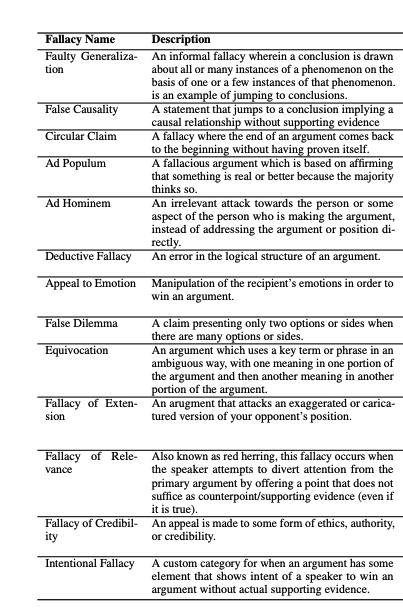 Fallacy Name Description
Faulty Generaliza- An informal fallacy wherein a conclusion is drawn
tion about all or many instances of a phenomenon on the
basis of one or a few instances of that phenomenon.
is an example of jumping to conclusions.
False Causality A statement that jumps to a conclusion implying a
causal relationship without supporting evidence
Circular Claim A fallacy where the end of an argument comes back
to the beginning without having proven itself.
Ad Populum A fallacious argument which is based on affirming
that something is real or better because the majority
thinks so.
Ad Hominem An irrelevant attack towards the person or some
aspect of the person who is making the argument,
instead of addressing the argument or position di-
rectly.
Deductive Fallacy An error in the logical structure of an argument.
Appeal to Emotion Manipulation of the recipient's emotions in order to
win an argument.
False Dilemma A claim presenting only two options or sides when
there are many options or sides.
Equivocation An argument which uses a key term or phrase in an
ambiguous way, with one meaning in one portion of
the argument and then another meaning in another
portion of the argument.
Fallacy of Exten- An arugment that attacks an exaggerated or carica-
sion tured version of your opponent's position.
Fallacy of Rele- Also known as red herring, this fallacy occurs when
vance the speaker attempts to divert attention from the
primary argument by offering a point that does not
suffice as counterpoint/supporting evidence (even if
it is true).
Fallacy of Credibil- An appeal is made to some form of ethics, authority,
ity or credibility.
Intentional Fallacy A custom category for when an argument has some
element that shows intent of a speaker to win an
argument without actual supporting evidence.